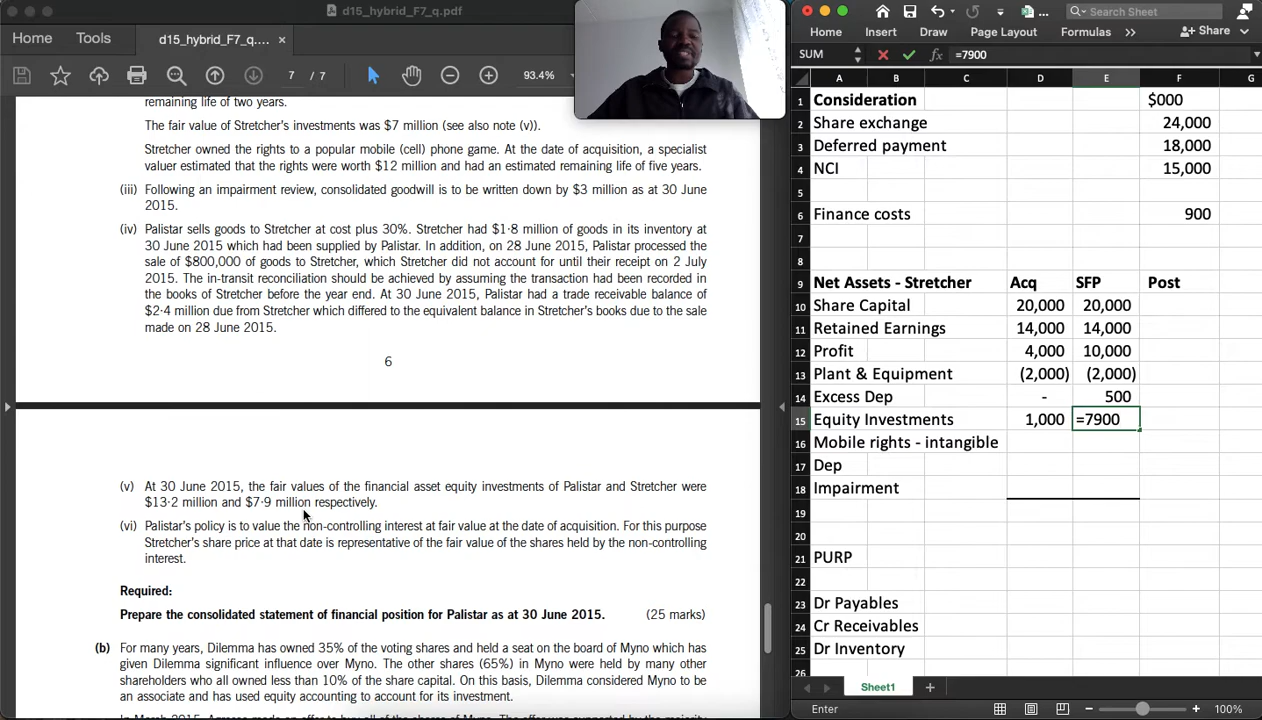 d15_hybrid_F7_q.pdf
Home Tools d15_hybrid_F7_q.... ×
7 / 7 93.4%
remaining life of two years.
The fair value of Stretcher's investments was $7 million (see also note (v)).
Stretcher owned the rights to a popular mobile (cell) phone game. At the date of acquisition, a specialist
valuer estimated that the rights were worth $12 million and had an estimated remaining life of five years.
(iii) Following an impairment review, consolidated goodwill is to be written down by $3 million as at 30 June
2015.
(iv) Palistar sells goods to Stretcher at cost plus 30%. Stretcher had $1·8 million of goods in its inventory at
30 June 2015 which had been supplied by Palistar. In addition, on 28 June 2015, Palistar processed the
sale of $800,000 of goods to Stretcher, which Stretcher did not account for until their receipt on 2 July
2015. The in-transit reconciliation should be achieved by assuming the transaction had been recorded in
the books of Stretcher before the year end. At 30 June 2015, Palistar had a trade receivable balance of
$2·4 million due from Stretcher which differed to the equivalent balance in Stretcher's books due to the sale
made on 28 June 2015.
6
(v) At 30 June 2015, the fair values of the financial asset equity investments of Palistar and Stretcher were
$13·2 million and $7·9 million respectively.
(vi) Palistar's policy is to value the non-controlling interest at fair value at the date of acquisition. For this purpose
Stretcher's share price at that date is representative of the fair value of the shares held by the non-controlling
interest.
Required:
Prepare the consolidated statement of financial position for Palistar as at 30 June 2015. (25 marks)
(b) For many years, Dilemma has owned 35% of the voting shares and held a seat on the board of Myno which has
given Dilemma significant influence over Myno. The other shares (65%) in Myno were held by many other
shareholders who all owned less than 10% of the share capital. On this basis, Dilemma considered Myno to be
an associate and has used equity accounting to account for its investment.
Search Sheet
Home Insert Draw Page Layout Formulas Share
SUM fx =7900
A B C D E F G
1 Consideration $000
2 Share exchange 24,000
3 Deferred payment 18,000
4 NCI 15,000
5
6 Finance costs 900
7
8
9 Net Assets - Stretcher Acq SFP Post
10 Share Capital 20,000 20,000
11 Retained Earnings 14,000 14,000
12 Profit 4,000 10,000
13 Plant & Equipment (2,000) (2,000)
14 Excess Dep - 500
15 Equity Investments 1,000 =7900
16 Mobile rights - intangible
17 Dep
18 Impairment
19
20
21 PURP
22
23 Dr Payables
24 Cr Receivables
25 Dr Inventory
26
Sheet1
Enter 100%